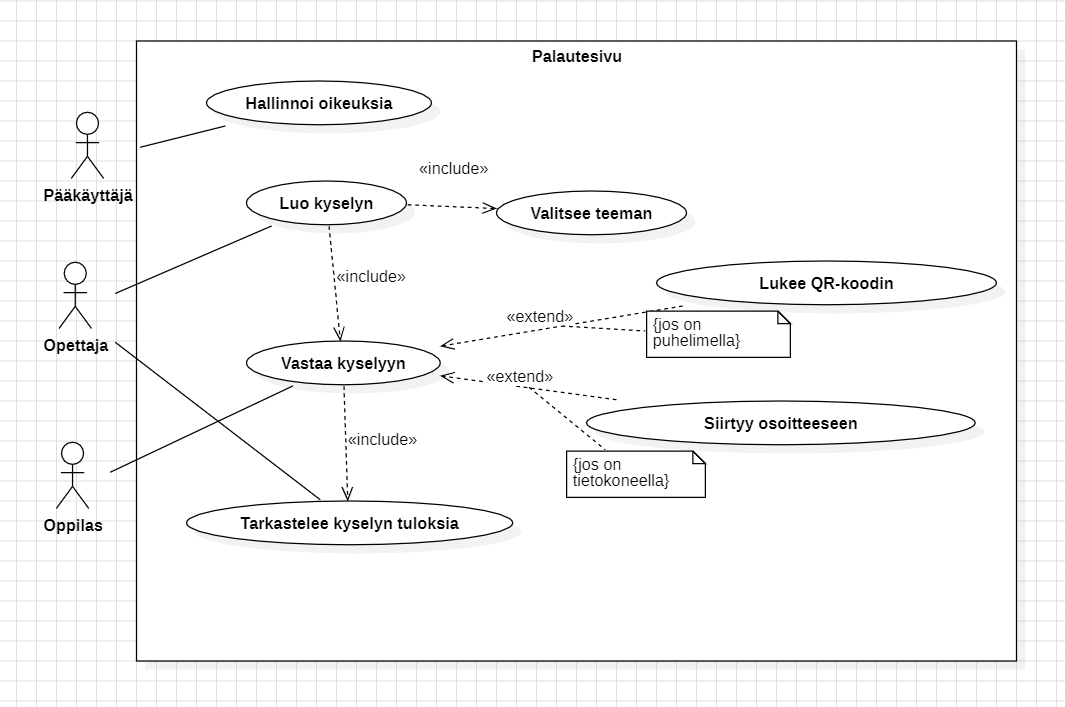 Palautesivu
Hallinnoi oikeuksia
Pääkäyttäjä
«include»
Luo kyselyn
Valitsee teeman
«include»
Lukee QR-koodin
«extend»
{jos on
puhelimella}
Opettaja
Vastaa kyselyyn
«extend»
Siirtyy osoitteeseen
«include»
{jos on
tietokoneella}
Oppilas
Tarkastelee kyselyn tuloksia